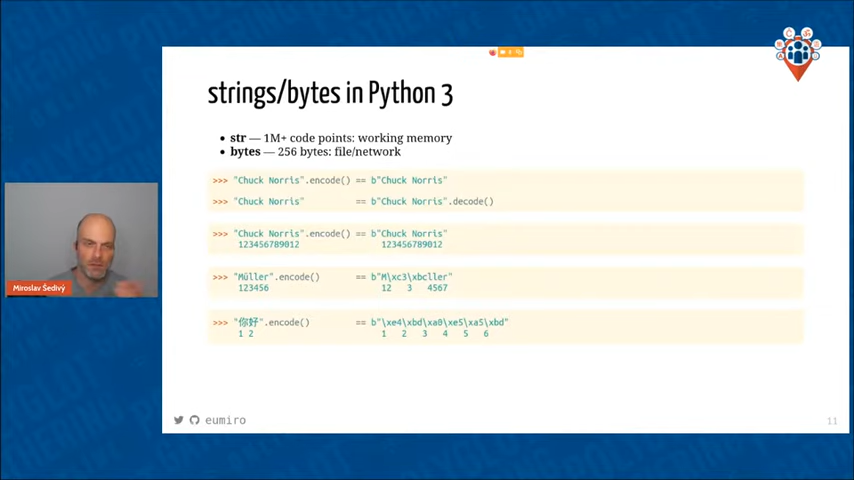 strings/bytes in Python 3
• str — 1M+ code points: working memory
• bytes — 256 bytes: file/network
>>> "Chuck Norris".encode() == b"Chuck Norris"
>>> "Chuck Norris" == b"Chuck Norris".decode()
>>> "Chuck Norris".encode() == b"Chuck Norris"
123456789012 123456789012
>>> "Müller".encode() == b"M\xc3\xbcller"
123456 12 3 4567
>>> "你好".encode() == b"\xe4\xbd\xa0\xe5\xa5\xbd"
1 2 1 2 3 4 5 6
Miroslav Šedivý
eumiro
11